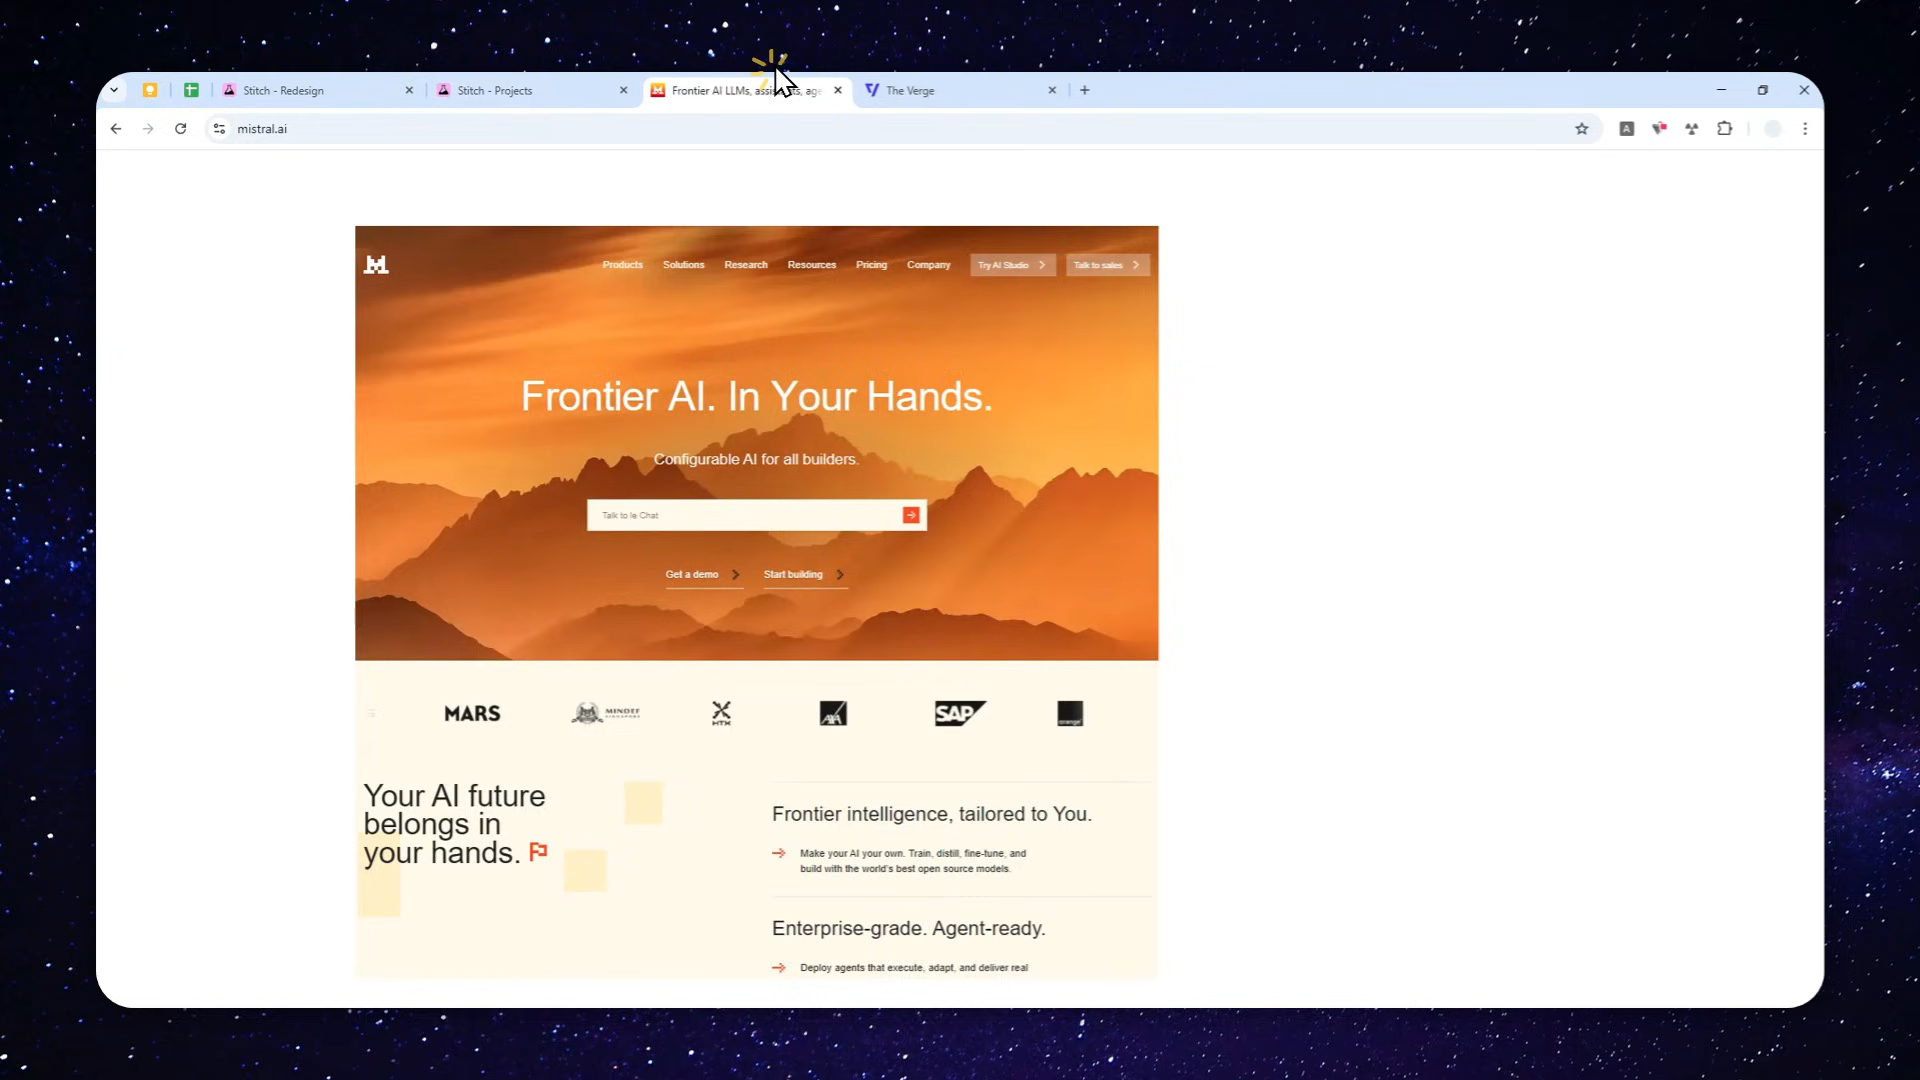 Stitch - Redesign
Stitch - Projects
Frontier AI LLMs,
The Verge
mistral.ai
Products
Solutions
Research
Resources
Pricing
Company
Try AI Studio
Talk to sales
Frontier AI. In Your Hands.
Configurable AI for all builders.
Talk to le Chat
Get a demo
Start building
MARS
MINDEF
SINGAPORE
HTX
AXA
SAP
orange
Your AI future
belongs in
your hands.
Frontier intelligence, tailored to You.
Make your AI your own. Train, distill, fine-tune, and
build with the world's best open source models.
Enterprise-grade. Agent-ready.
Deploy agents that execute, adapt, and deliver real